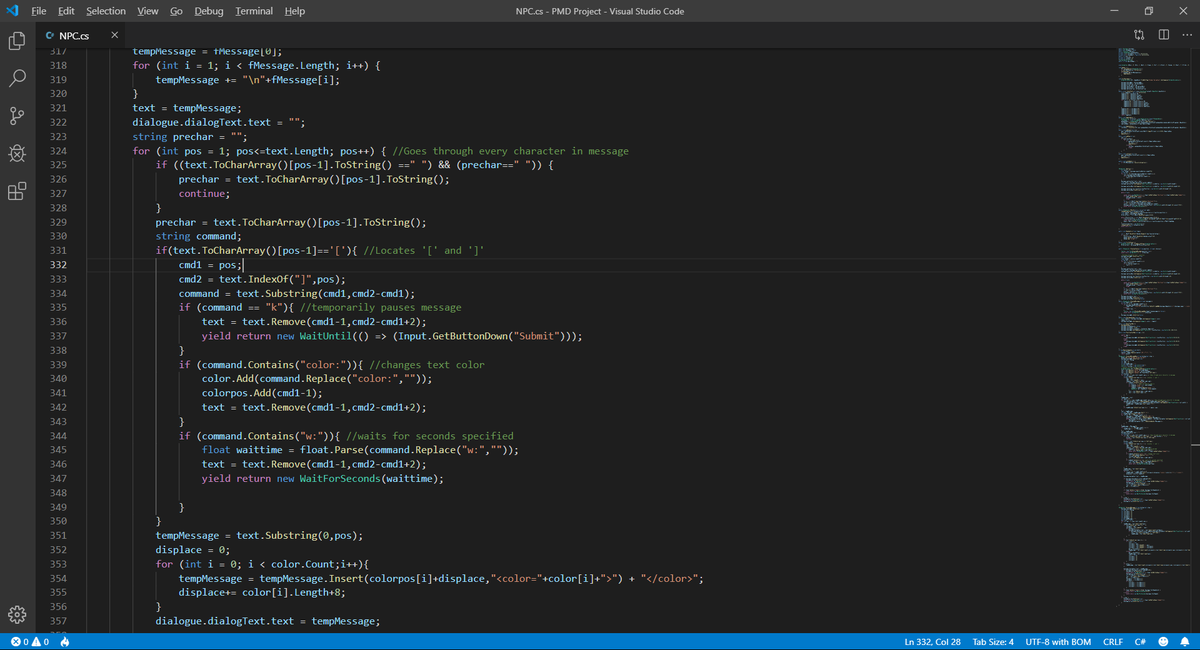 File Edit Selection View Go Debug Terminal Help NPC.cs - PMD Project - Visual Studio Code
NPC.cs
317 tempMessage = fMessage[0];
318 for (int i = 1; i < fMessage.Length; i++) {
319 tempMessage += "\n"+fMessage[i];
320 }
321 text = tempMessage;
322 dialogue.dialogText.text = "";
323 string prechar = "";
324 for (int pos = 1; pos<=text.Length; pos++) { //Goes through every character in message
325 if ((text.ToCharArray()[pos-1].ToString() ==" ") && (prechar==" ")) {
326 prechar = text.ToCharArray()[pos-1].ToString();
327 continue;
328 }
329 prechar = text.ToCharArray()[pos-1].ToString();
330 string command;
331 if(text.ToCharArray()[pos-1]=='['){ //Locates '[' and ']'
332 cmd1 = pos;
333 cmd2 = text.IndexOf("]",pos);
334 command = text.Substring(cmd1,cmd2-cmd1);
335 if (command == "k"){ //temporarily pauses message
336 text = text.Remove(cmd1-1,cmd2-cmd1+2);
337 yield return new WaitUntil(() => (Input.GetButtonDown("Submit")));
338 }
339 if (command.Contains("color:")){ //changes text color
340 color.Add(command.Replace("color:",""));
341 colorpos.Add(cmd1-1);
342 text = text.Remove(cmd1-1,cmd2-cmd1+2);
343 }
344 if (command.Contains("w:")){ //waits for seconds specified
345 float waittime = float.Parse(command.Replace("w:",""));
346 text = text.Remove(cmd1-1,cmd2-cmd1+2);
347 yield return new WaitForSeconds(waittime);
348
349 }
350 }
351 tempMessage = text.Substring(0,pos);
352 displace = 0;
353 for (int i = 0; i < color.Count;i++){
354 tempMessage = tempMessage.Insert(colorpos[i]+displace,"<color="+color[i]+">") + "</color>";
355 displace+= color[i].Length+8;
356 }
357 dialogue.dialogText.text = tempMessage;
0 0 Ln 332, Col 28 Tab Size: 4 UTF-8 with BOM CRLF C#